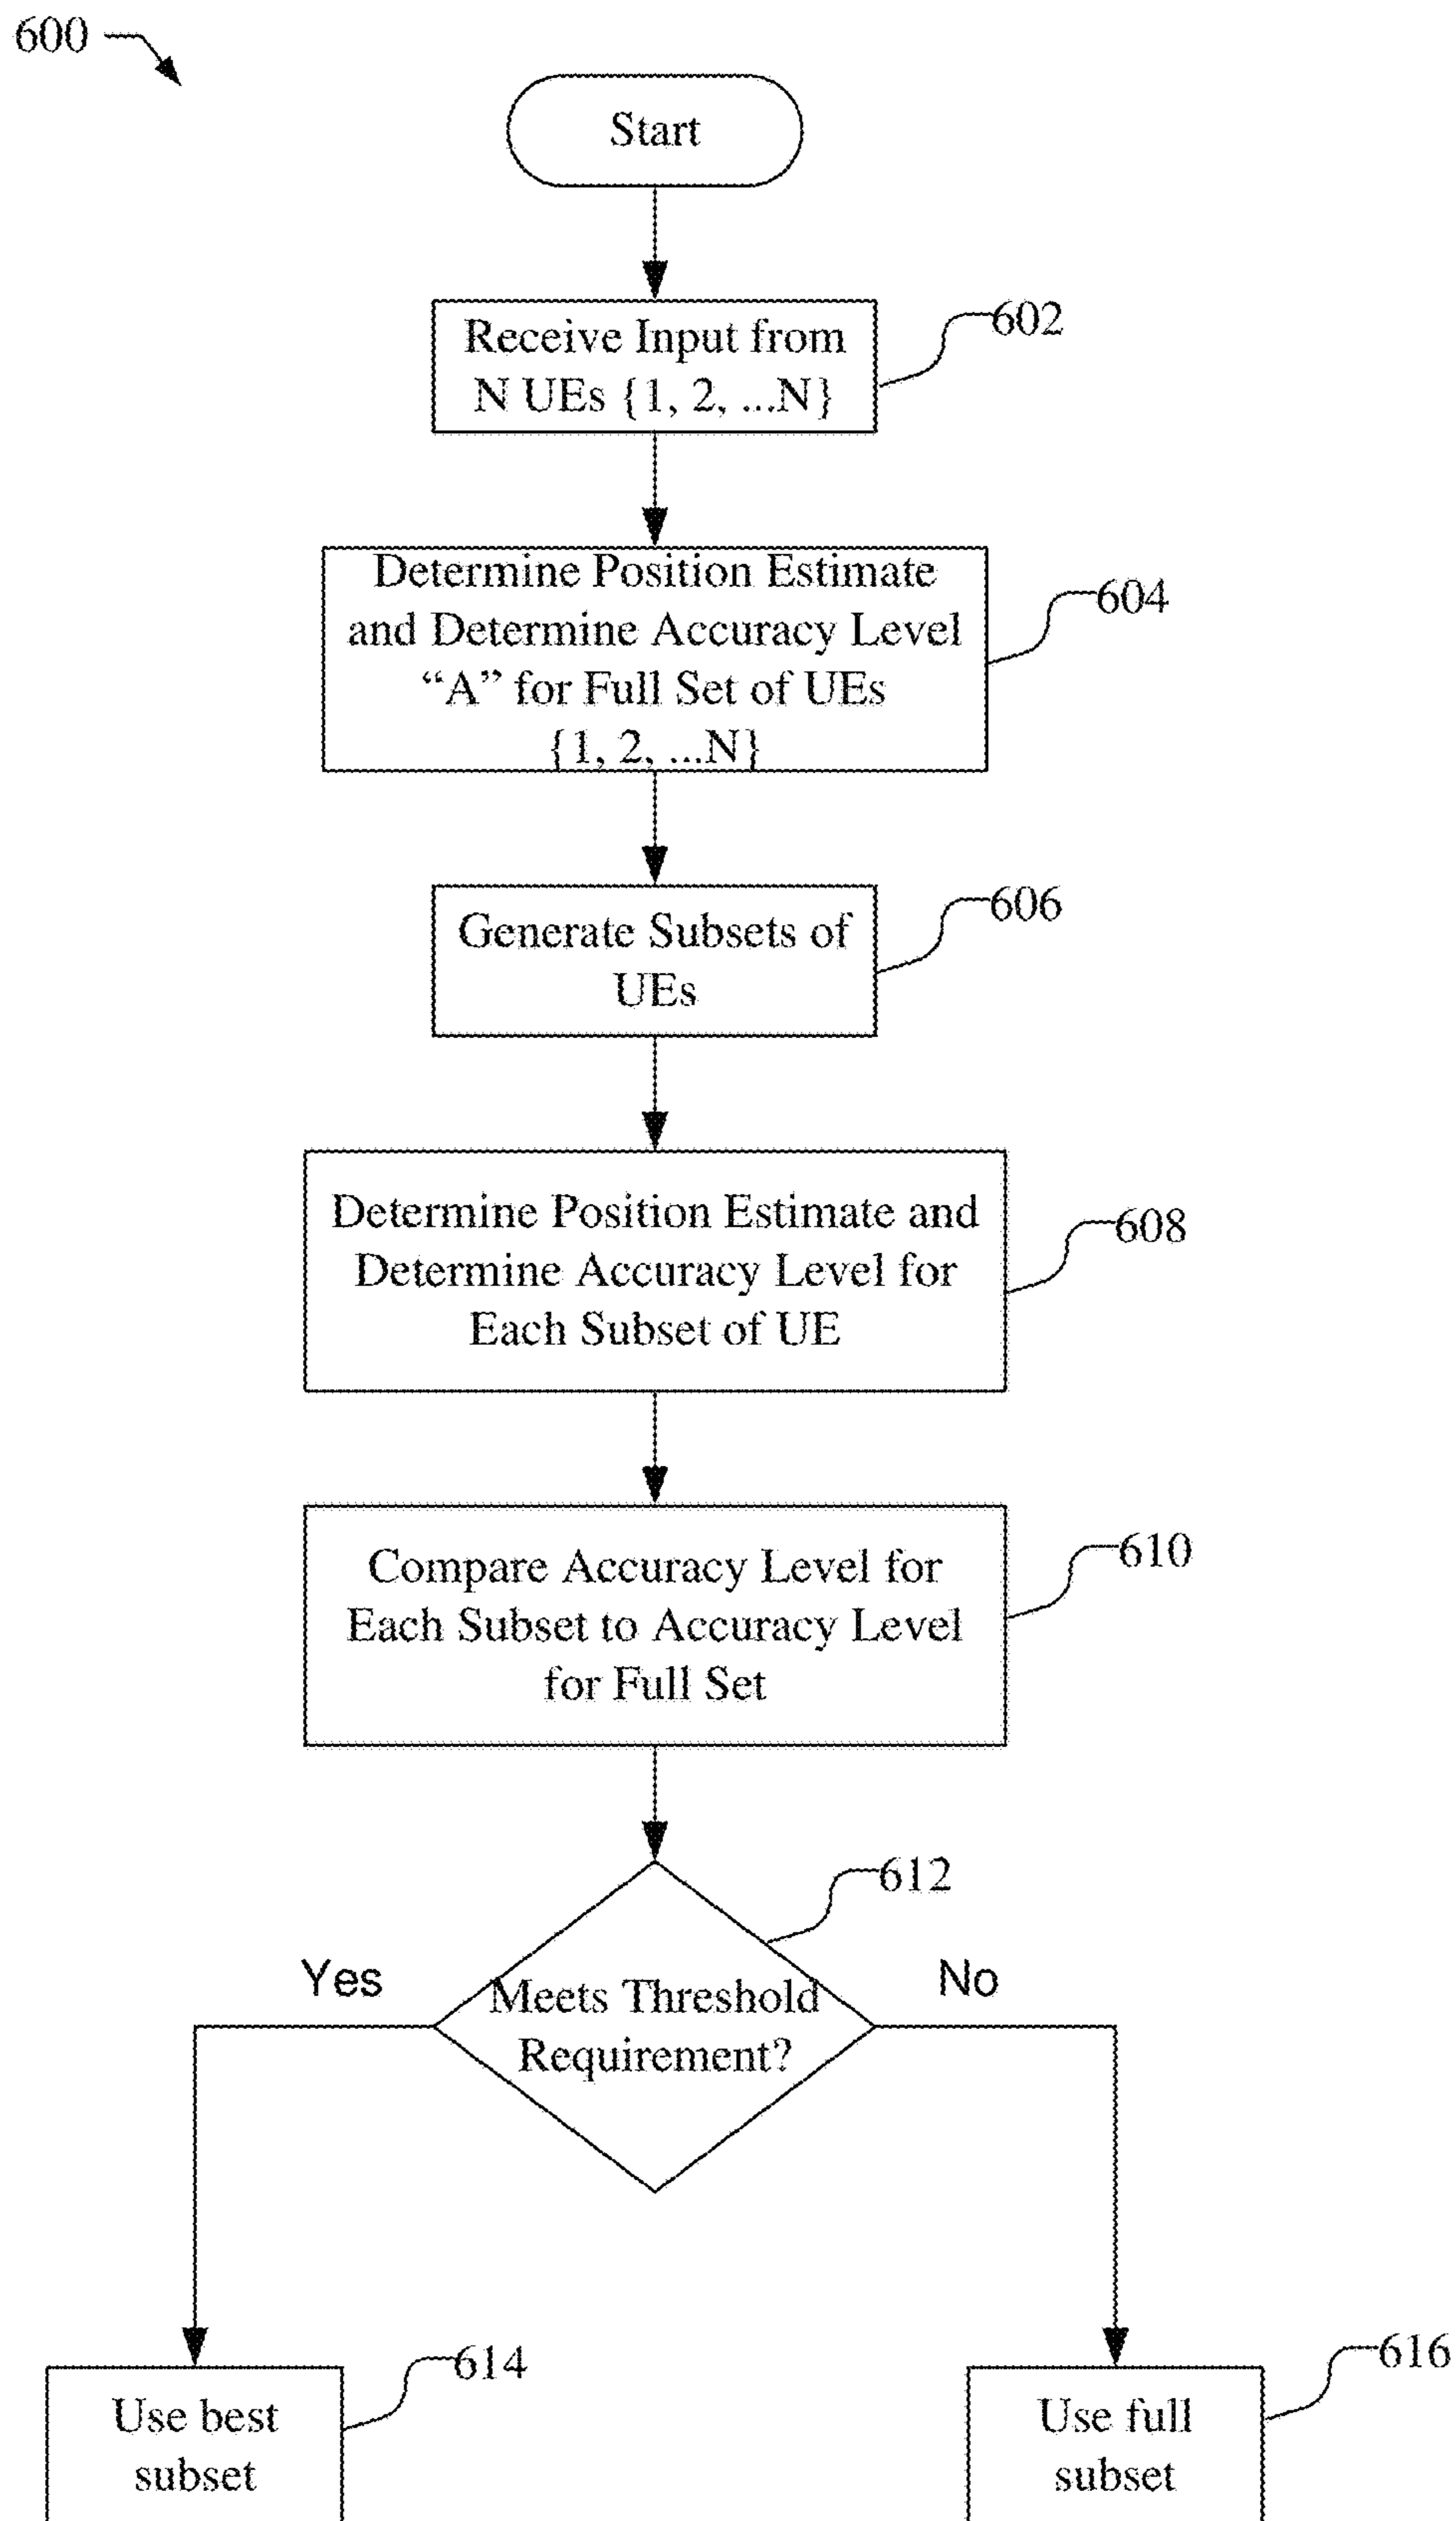 600
Start
Receive Input from
N UEs {1, 2, ...N}
602
Determine Position Estimate
and Determine Accuracy Level
“A” for Full Set of UEs
{1, 2, ...N}
604
Generate Subsets of
UEs
606
Determine Position Estimate and
Determine Accuracy Level for
Each Subset of UE
608
Compare Accuracy Level for
Each Subset to Accuracy Level
for Full Set
610
612
Yes
Meets Threshold
Requirement?
No
Use best
subset
614
Use full
subset
616